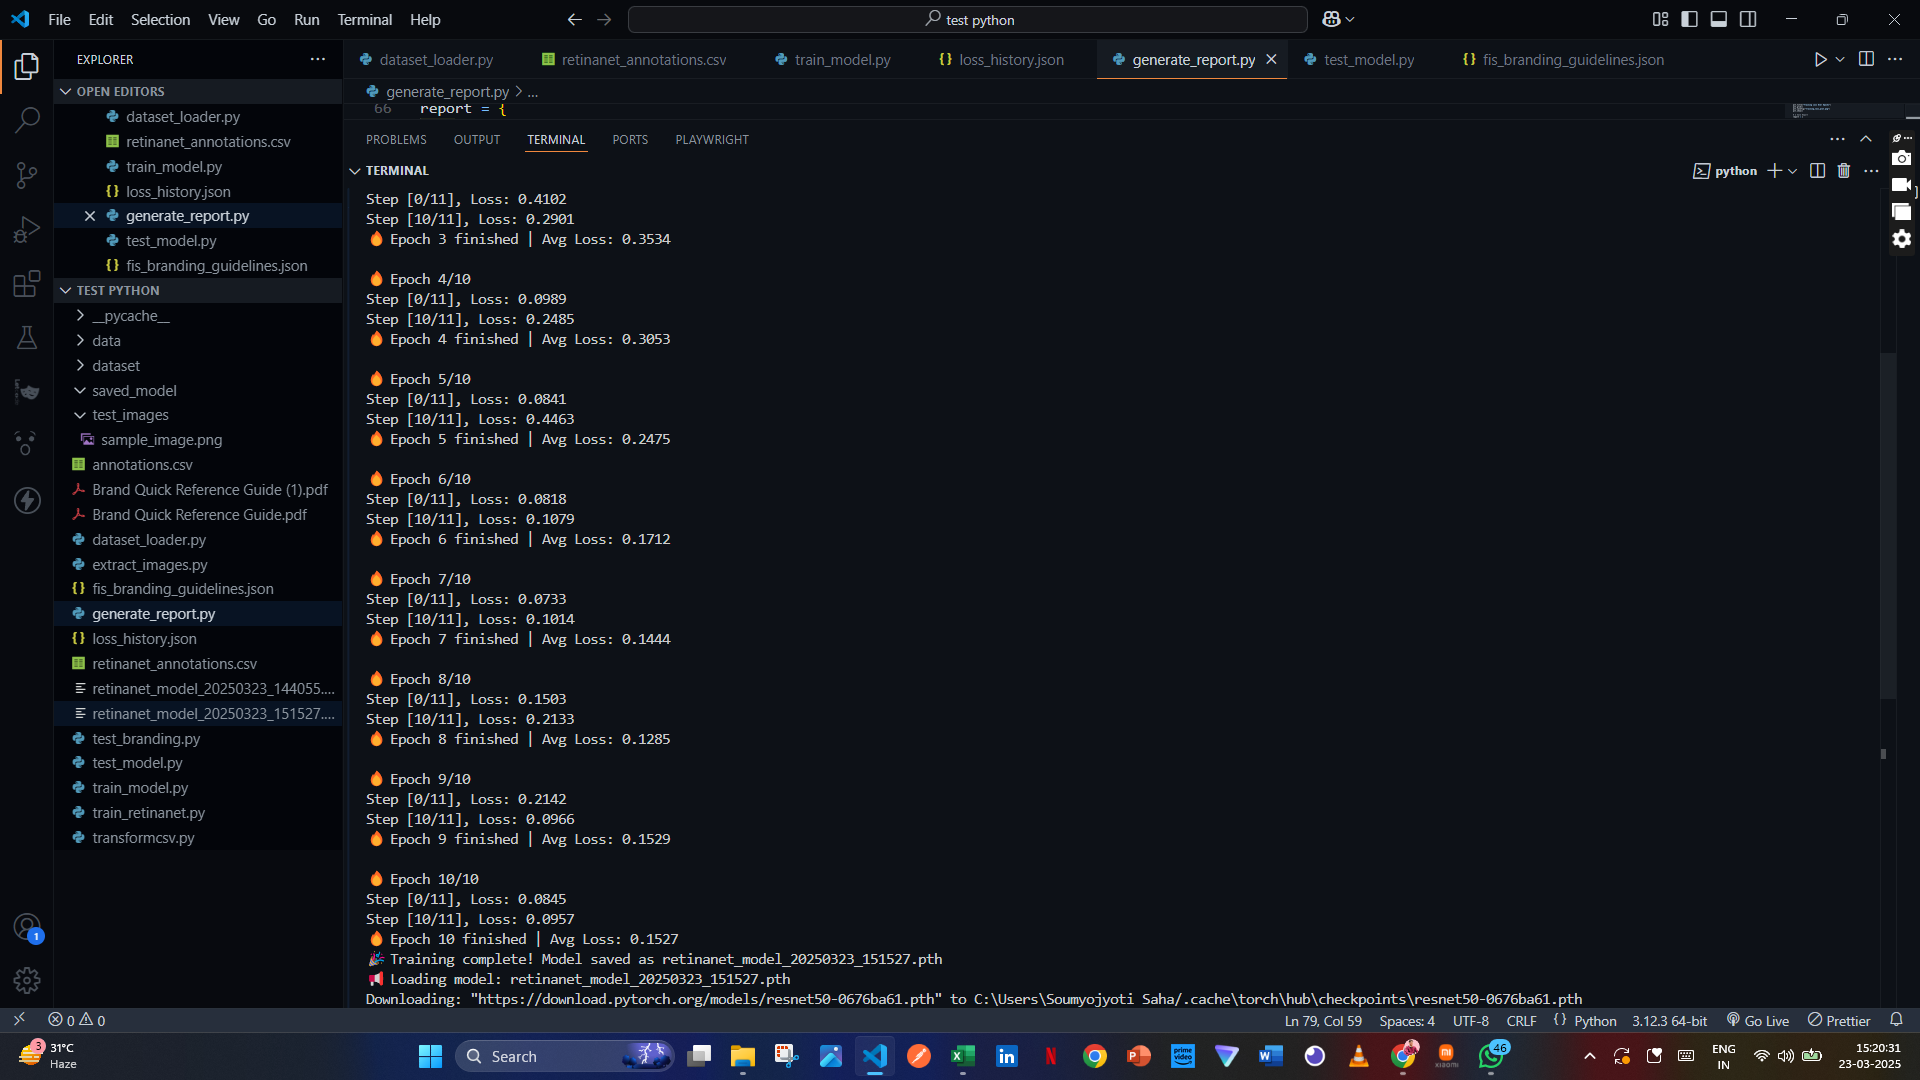 File Edit Selection View Go Run Terminal Help
test python
EXPLORER
OPEN EDITORS
dataset_loader.py
retinanet_annotations.csv
train_model.py
loss_history.json
generate_report.py
test_model.py
fis_branding_guidelines.json
TEST PYTHON
__pycache__
data
dataset
saved_model
test_images
sample_image.png
annotations.csv
Brand Quick Reference Guide (1).pdf
Brand Quick Reference Guide.pdf
dataset_loader.py
extract_images.py
fis_branding_guidelines.json
generate_report.py
loss_history.json
retinanet_annotations.csv
retinanet_model_20250323_144055....
retinanet_model_20250323_151527....
test_branding.py
test_model.py
train_model.py
train_retinanet.py
transformcsv.py
dataset_loader.py retinanet_annotations.csv train_model.py loss_history.json generate_report.py test_model.py fis_branding_guidelines.json
generate_report.py > ...
66 report = {
PROBLEMS OUTPUT TERMINAL PORTS PLAYWRIGHT
TERMINAL
python
Step [0/11], Loss: 0.4102
Step [10/11], Loss: 0.2901
🔥 Epoch 3 finished | Avg Loss: 0.3534
🔥 Epoch 4/10
Step [0/11], Loss: 0.0989
Step [10/11], Loss: 0.2485
🔥 Epoch 4 finished | Avg Loss: 0.3053
🔥 Epoch 5/10
Step [0/11], Loss: 0.0841
Step [10/11], Loss: 0.4463
🔥 Epoch 5 finished | Avg Loss: 0.2475
🔥 Epoch 6/10
Step [0/11], Loss: 0.0818
Step [10/11], Loss: 0.1079
🔥 Epoch 6 finished | Avg Loss: 0.1712
🔥 Epoch 7/10
Step [0/11], Loss: 0.0733
Step [10/11], Loss: 0.1014
🔥 Epoch 7 finished | Avg Loss: 0.1444
🔥 Epoch 8/10
Step [0/11], Loss: 0.1503
Step [10/11], Loss: 0.2133
🔥 Epoch 8 finished | Avg Loss: 0.1285
🔥 Epoch 9/10
Step [0/11], Loss: 0.2142
Step [10/11], Loss: 0.0966
🔥 Epoch 9 finished | Avg Loss: 0.1529
🔥 Epoch 10/10
Step [0/11], Loss: 0.0845
Step [10/11], Loss: 0.0957
🔥 Epoch 10 finished | Avg Loss: 0.1527
🎉 Training complete! Model saved as retinanet_model_20250323_151527.pth
📢 Loading model: retinanet_model_20250323_151527.pth
Downloading: "https://download.pytorch.org/models/resnet50-0676ba61.pth" to C:\Users\Soumyojyoti Saha/.cache\torch\hub\checkpoints\resnet50-0676ba61.pth
1
0 0
Ln 79, Col 59 Spaces: 4 UTF-8 CRLF {} Python 3.12.3 64-bit Go Live Prettier
3
31°C
Haze
Search
prime video
xiaomi
46
ENG
IN
15:20:31
23-03-2025